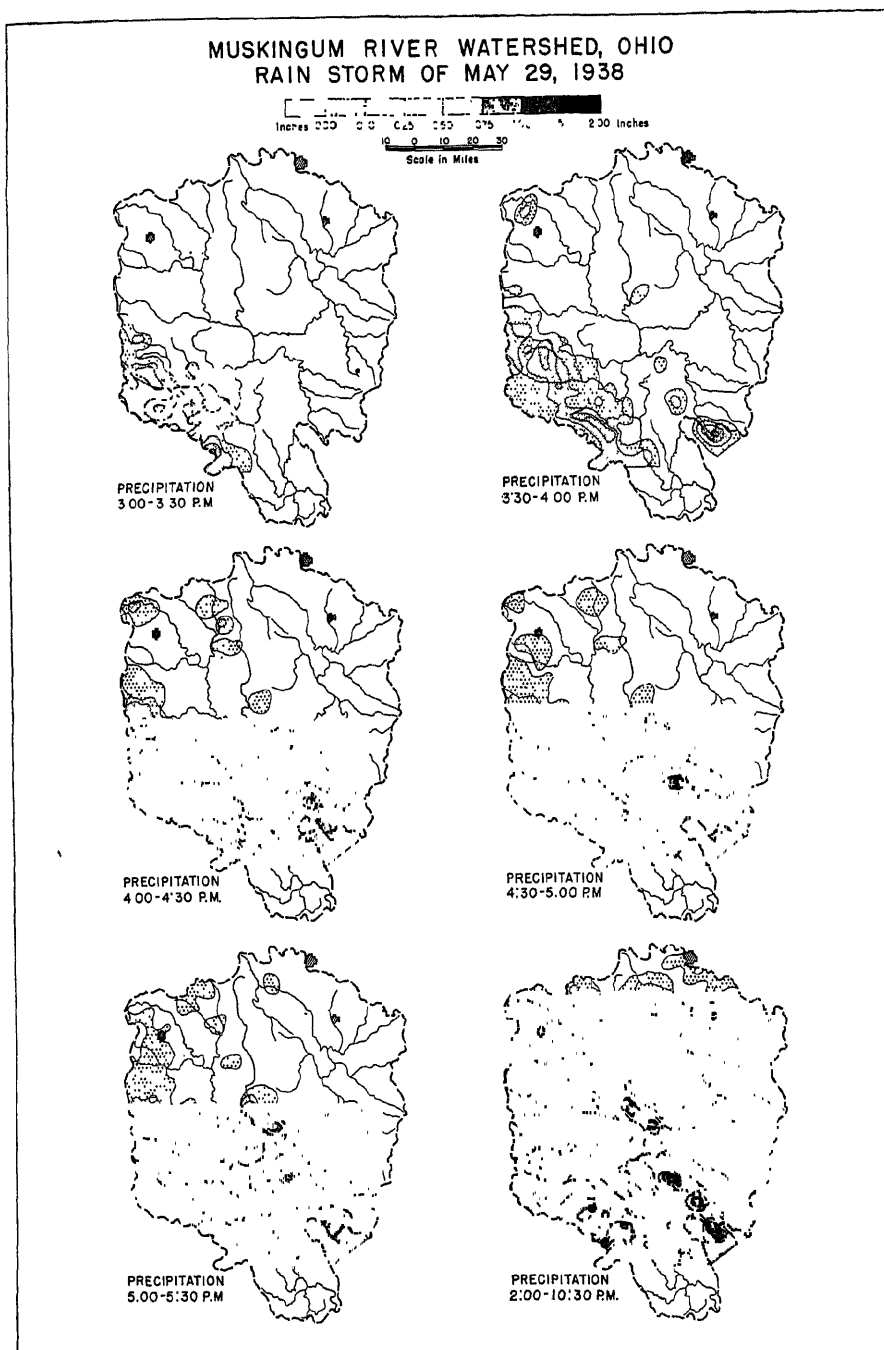 MUSKINGUM RIVER WATERSHED, OHIO
RAIN STORM OF MAY 29, 1938
Inches 2.00 Inches
10 0 10 20 30
Scale in Miles
PRECIPITATION
3 00-3 30 P.M
PRECIPITATION
3:30-4 00 P.M
PRECIPITATION
4 00-4:30 P.M.
PRECIPITATION
4:30-5.00 P.M
PRECIPITATION
5.00-5:30 P.M
PRECIPITATION
2:00-10:30 P.M.